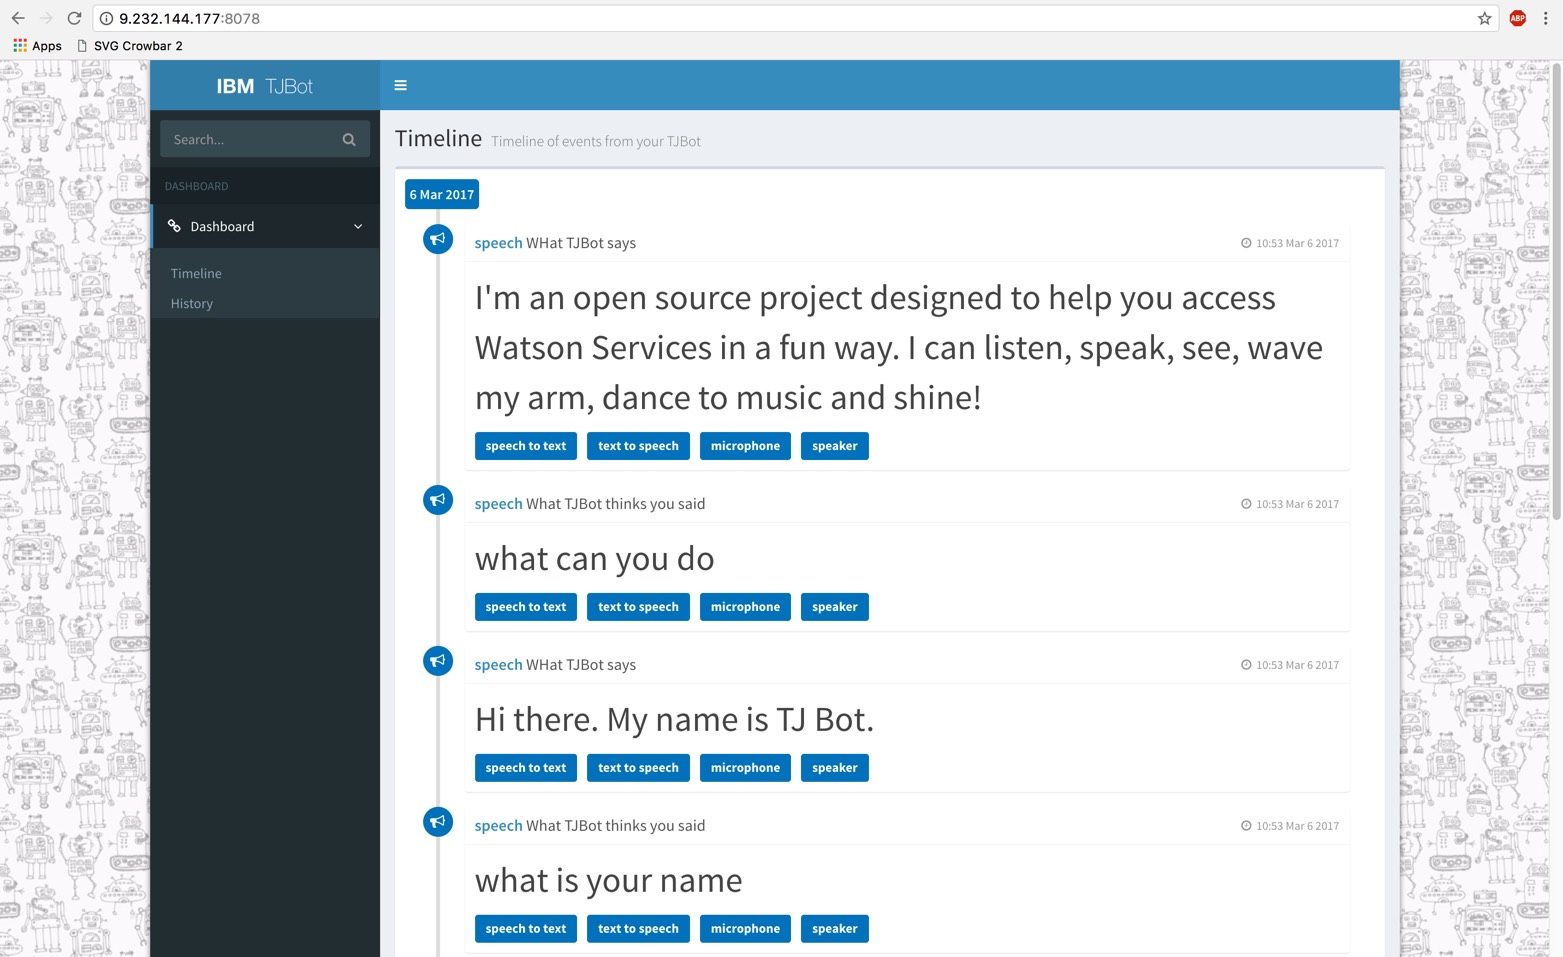 9.232.144.177:8078
ABP
Apps
SVG Crowbar 2
IBM TJBot
Search...
DASHBOARD
Dashboard
Timeline
History
Timeline Timeline of events from your TJBot
6 Mar 2017
speech WHat TJBot says
10:53 Mar 6 2017
I'm an open source project designed to help you access
Watson Services in a fun way. I can listen, speak, see, wave
my arm, dance to music and shine!
speech to text text to speech microphone speaker
speech What TJBot thinks you said
10:53 Mar 6 2017
what can you do
speech to text text to speech microphone speaker
speech WHat TJBot says
10:53 Mar 6 2017
Hi there. My name is TJ Bot.
speech to text text to speech microphone speaker
speech What TJBot thinks you said
10:53 Mar 6 2017
what is your name
speech to text text to speech microphone speaker